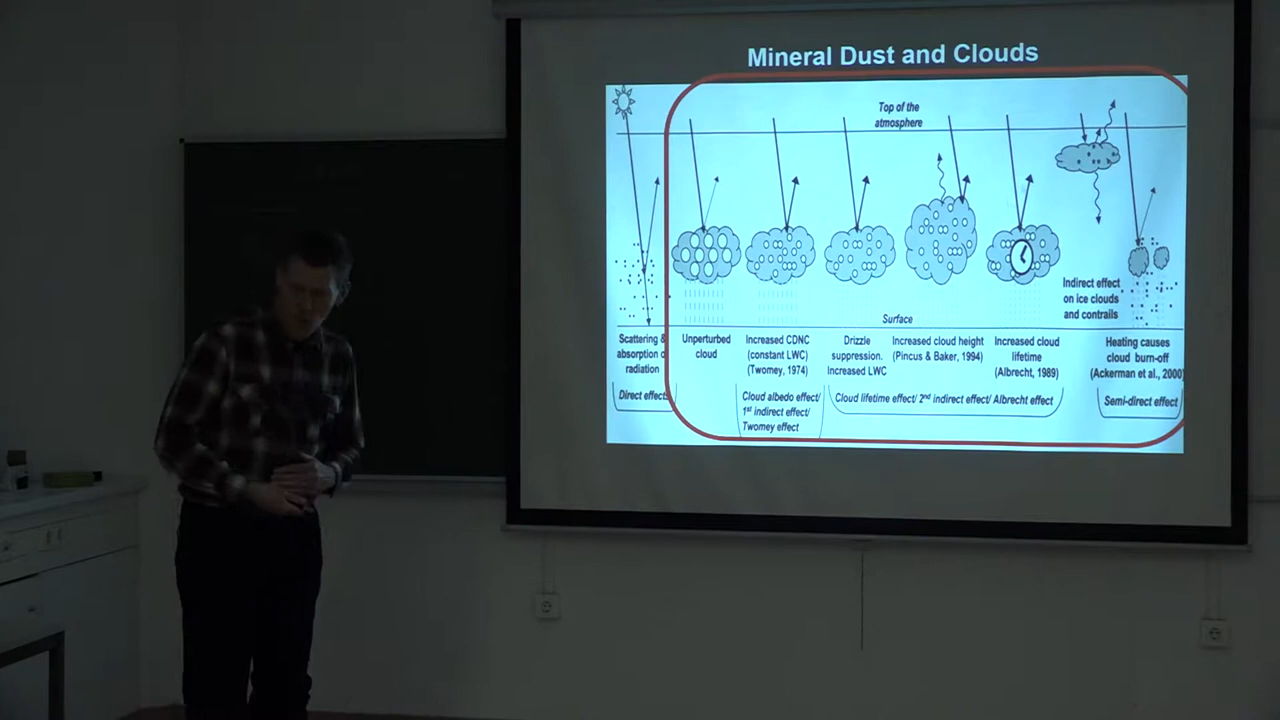 Mineral Dust and Clouds
Top of the
atmosphere
Indirect effect
on ice clouds
and contrails
Surface
Scattering &
absorption o
radiation
Unperturbed
cloud
Increased CDNC
(constant LWC)
(Twomey, 1974)
Drizzle
suppression.
Increased LWC
Increased cloud height
(Pincus & Baker, 1994)
Increased cloud
lifetime
(Albrecht, 1989)
Heating causes
cloud burn-off
(Ackerman et al., 2000)
Direct effects
Cloud albedo effect/
1st indirect effect/
Twomey effect
Cloud lifetime effect/ 2nd indirect effect/ Albrecht effect
Semi-direct effect